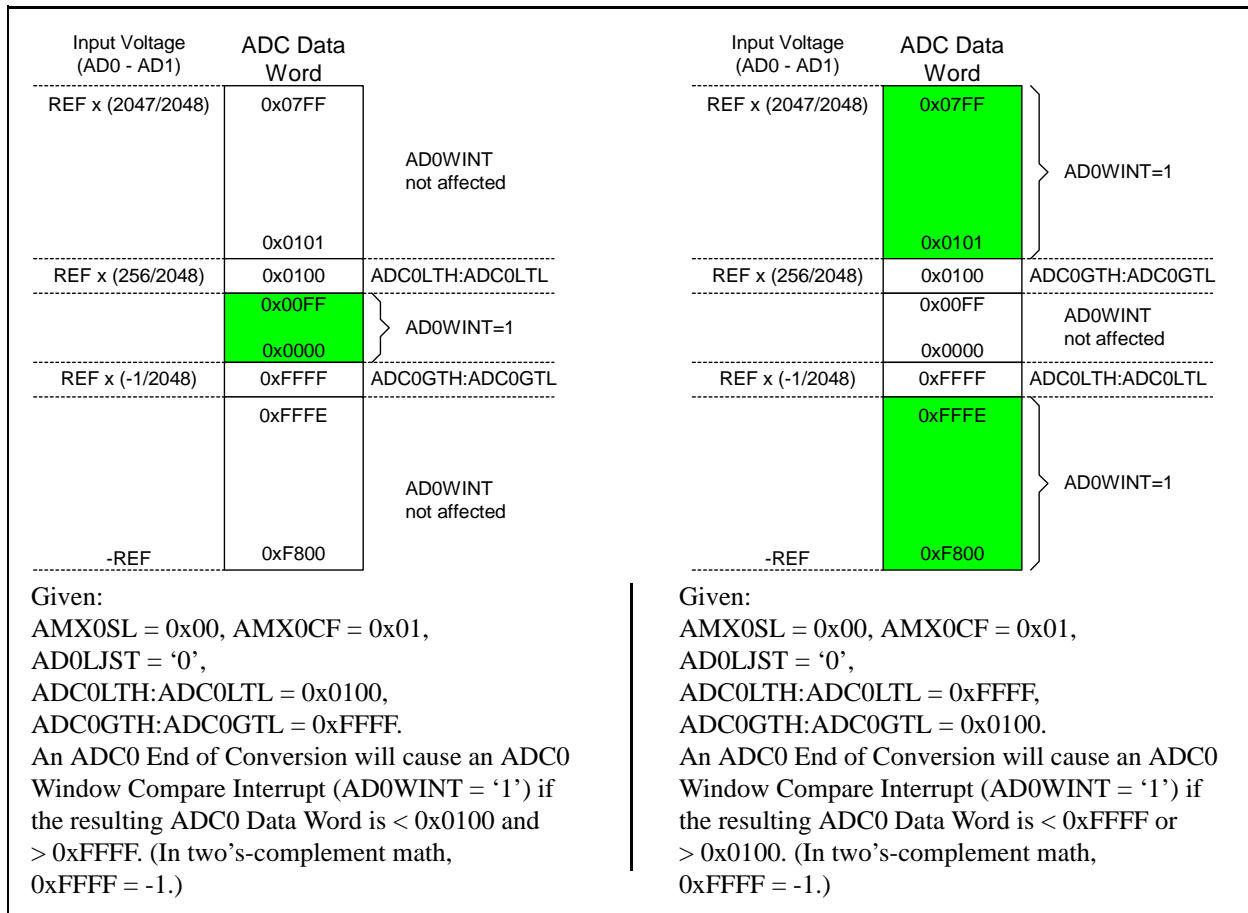 Input Voltage
(AD0 - AD1)
ADC Data
Word
REF x (2047/2048)
0x07FF
AD0WINT
not affected
0x0101
REF x (256/2048)
0x0100
ADC0LTH:ADC0LTL
0x00FF
AD0WINT=1
0x0000
REF x (-1/2048)
0xFFFF
ADC0GTH:ADC0GTL
0xFFFE
AD0WINT
not affected
-REF
0xF800
Given:
AMX0SL = 0x00, AMX0CF = 0x01,
AD0LJST = ‘0’,
ADC0LTH:ADC0LTL = 0x0100,
ADC0GTH:ADC0GTL = 0xFFFF.
An ADC0 End of Conversion will cause an ADC0
Window Compare Interrupt (AD0WINT = ‘1’) if
the resulting ADC0 Data Word is < 0x0100 and
> 0xFFFF. (In two’s-complement math,
0xFFFF = -1.)
Input Voltage
(AD0 - AD1)
ADC Data
Word
REF x (2047/2048)
0x07FF
AD0WINT=1
0x0101
REF x (256/2048)
0x0100
ADC0GTH:ADC0GTL
0x00FF
AD0WINT
not affected
0x0000
REF x (-1/2048)
0xFFFF
ADC0LTH:ADC0LTL
0xFFFE
AD0WINT=1
-REF
0xF800
Given:
AMX0SL = 0x00, AMX0CF = 0x01,
AD0LJST = ‘0’,
ADC0LTH:ADC0LTL = 0xFFFF,
ADC0GTH:ADC0GTL = 0x0100.
An ADC0 End of Conversion will cause an ADC0
Window Compare Interrupt (AD0WINT = ‘1’) if
the resulting ADC0 Data Word is < 0xFFFF or
> 0x0100. (In two’s-complement math,
0xFFFF = -1.)